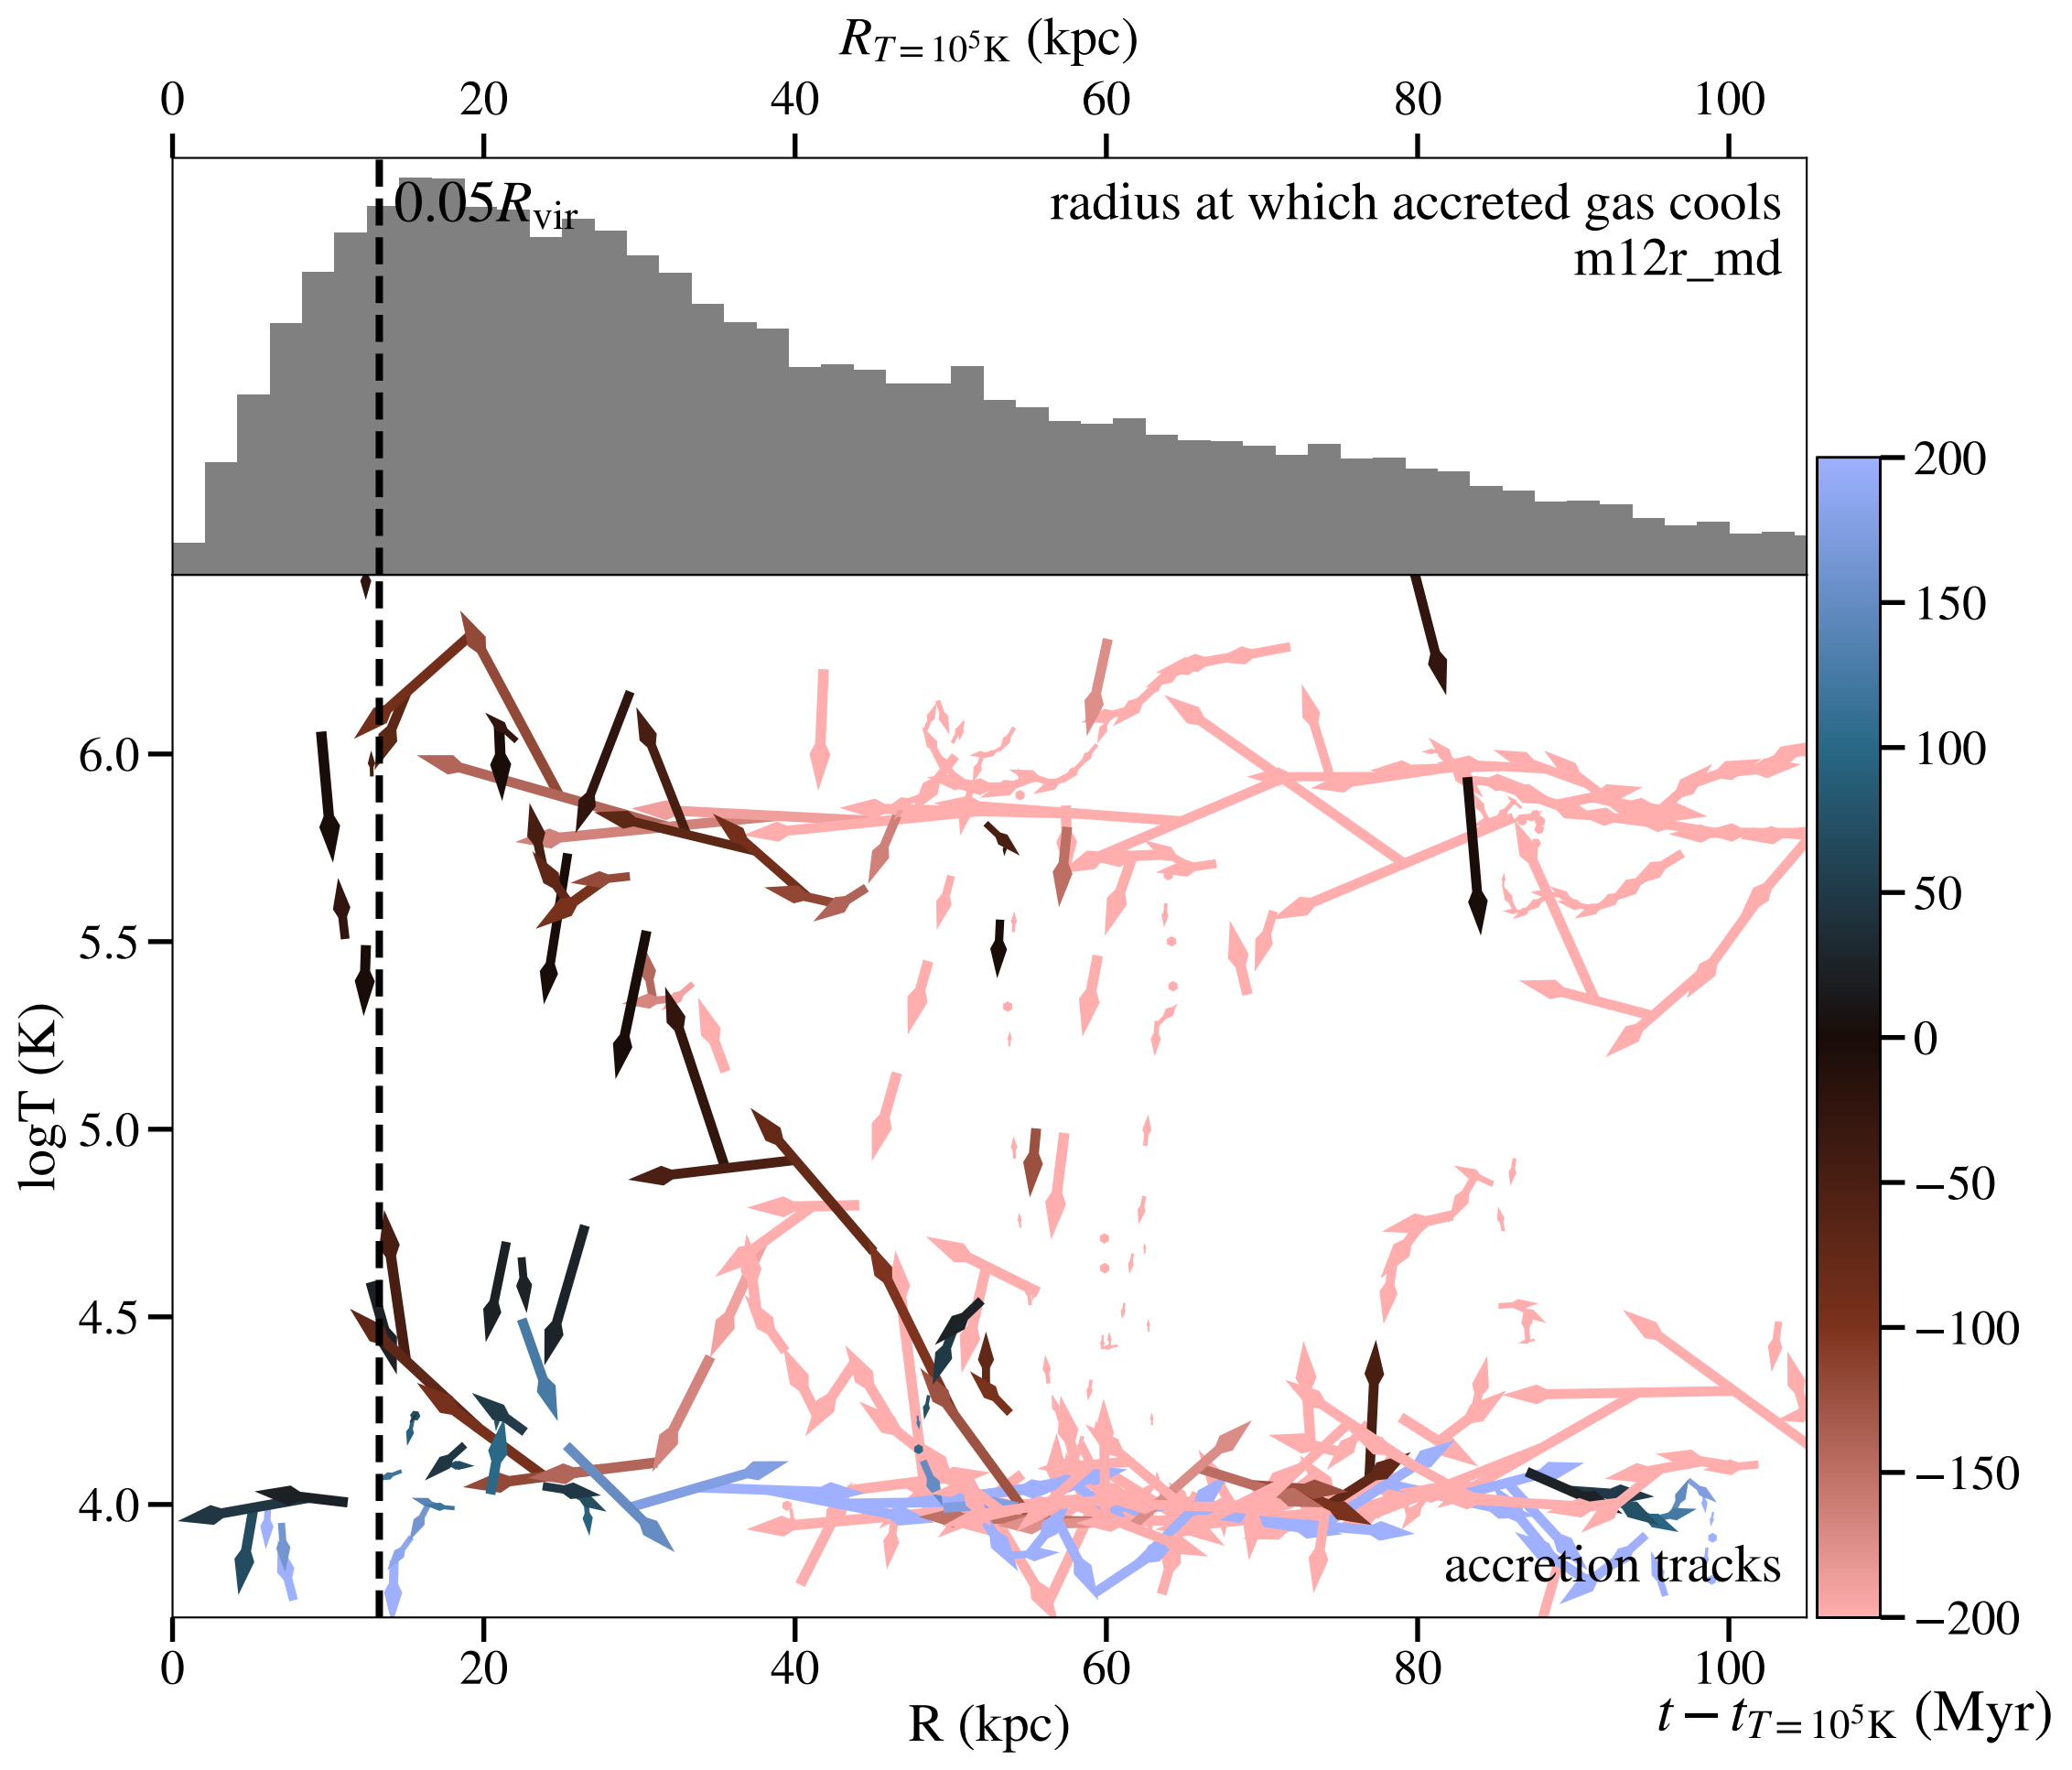 R_{T=10^5K} (kpc)
0 20 40 60 80 100
0.05R_{vir}
radius at which accreted gas cools
m12r_md
200
150
100
50
0
−50
−100
−150
−200
t − t_{T=10^5K} (Myr)
6.0
5.5
5.0
4.5
4.0
logT (K)
accretion tracks
0 20 40 60 80 100
R (kpc)